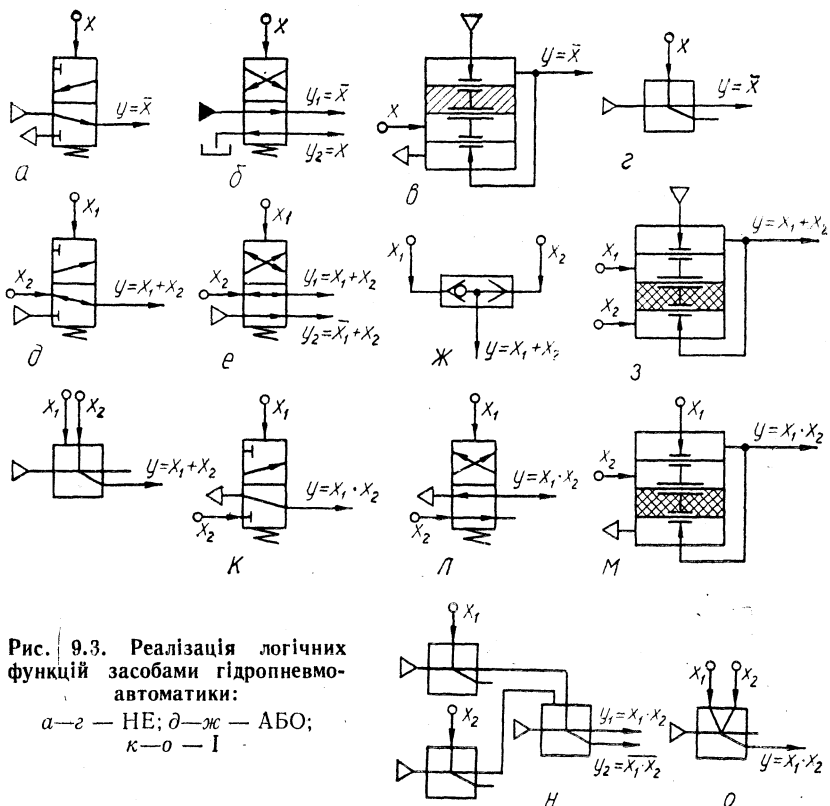 X
X
X
y=X̄
y₁=X̄
y₂=X
y=X̄
X
y=X̄
а
б
в
г
X₁
X₂
y=X₁+X₂
X₁
X₂
y₁=X₁+X₂
y₂=X̄₁+X₂
X₁
X₂
y=X₁+X₂
X₁
X₂
y=X₁+X₂
д
е
ж
з
X₁
X₂
y=X₁+X₂
X₁
X₂
y=X₁·X₂
X₁
X₂
y=X₁·X₂
X₁
X₂
y=X₁·X₂
к
л
м
Рис. 9.3. Реалізація логічних
функцій засобами гідропневмо-
автоматики:
а—г — НЕ; д—ж — АБО;
к—о — І
X₁
X₂
y₁=X₁·X₂
y₂=X̅₁̅·̅X̅₂̅
X₁
X₂
y=X₁·X₂
н
о